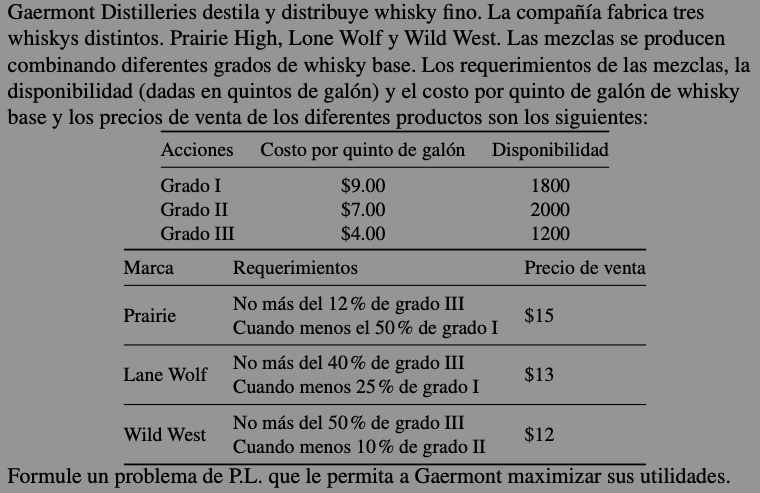 Gaermont Distilleries destila y distribuye whisky fino. La compañía fabrica tres
whiskys distintos. Prairie High, Lone Wolf y Wild West. Las mezclas se producen
combinando diferentes grados de whisky base. Los requerimientos de las mezclas, la
disponibilidad (dadas en quintos de galón) y el costo por quinto de galón de whisky
base y los precios de venta de los diferentes productos son los siguientes:
Acciones Costo por quinto de galón Disponibilidad
Grado I $9.00 1800
Grado II $7.00 2000
Grado III $4.00 1200
Marca Requerimientos Precio de venta
No más del 12% de grado III
Prairie $15
Cuando menos el 50% de grado I
No más del 40% de grado III
Lane Wolf $13
Cuando menos 25% de grado I
No más del 50% de grado III
Wild West $12
Cuando menos 10% de grado II
Formule un problema de P.L. que le permita a Gaermont maximizar sus utilidades.